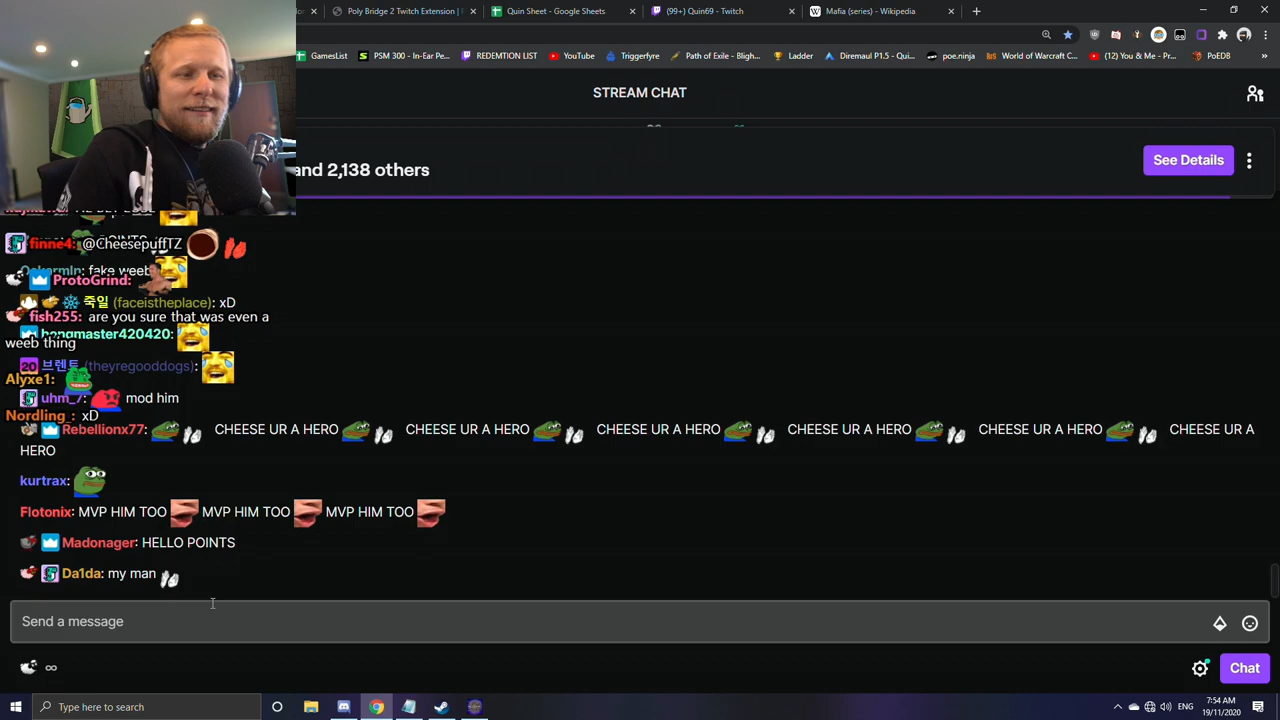 Poly Bridge 2 Twitch Extension |
Quin Sheet - Google Sheets
(99+) Quin69 - Twitch
Mafia (series) - Wikipedia
GamesList
PSM 300 - In-Ear Pe...
REDEMTION LIST
YouTube
Triggerfyre
Path of Exile - Blight...
Ladder
Diremaul P1.5 - Qui...
poe.ninja
World of Warcraft C...
(12) You & Me - Pr...
PoEDB
STREAM CHAT
and 2,138 others
See Details
finne4: @CheesepuffTZ
fake weeb
ProtoGrind:
죽일 (faceistheplace): xD
fish255: are you sure that was even a
weeb thing
bongmaster420420:
20 브렌트 (theyregooddogs):
Alyxe1:
uhm_7: mod him
Nordling_: xD
Rebellionx77: CHEESE UR A HERO CHEESE UR A HERO CHEESE UR A HERO CHEESE UR A HERO CHEESE UR A HERO CHEESE UR A
HERO
kurtrax:
Flotonix: MVP HIM TOO MVP HIM TOO MVP HIM TOO
Madonager: HELLO POINTS
Da1da: my man
Send a message
∞
Chat
Type here to search
ENG
7:54 AM
19/11/2020